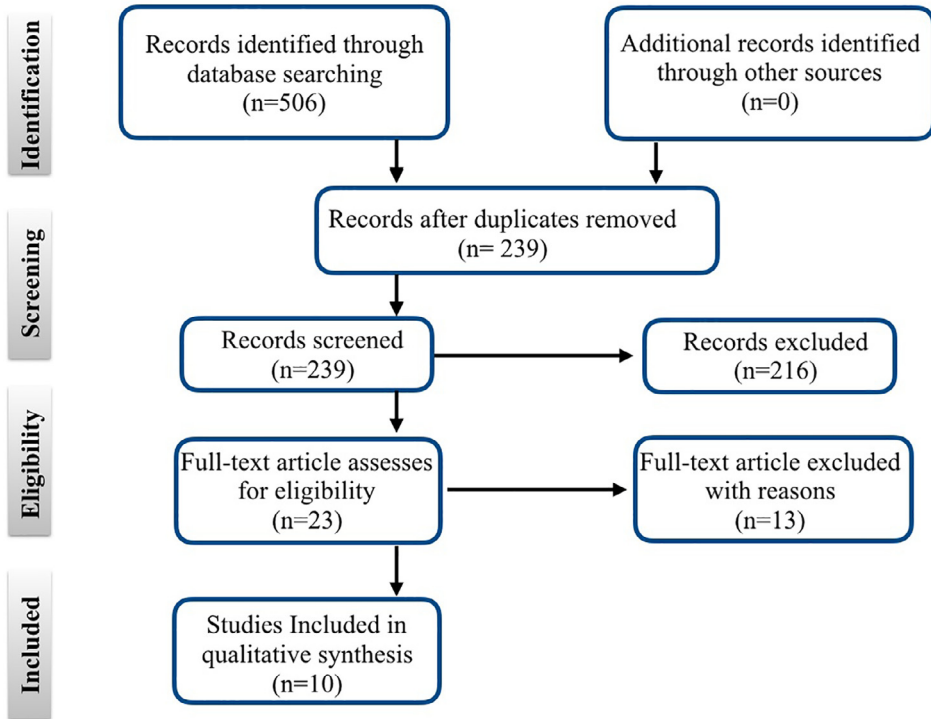 Identification
Records identified through
database searching
(n=506)
Additional records identified
through other sources
(n=0)
Screening
Records after duplicates removed
(n= 239)
Records screened
(n=239)
Records excluded
(n=216)
Eligibility
Full-text article assesses
for eligibility
(n=23)
Full-text article excluded
with reasons
(n=13)
Included
Studies Included in
qualitative synthesis
(n=10)